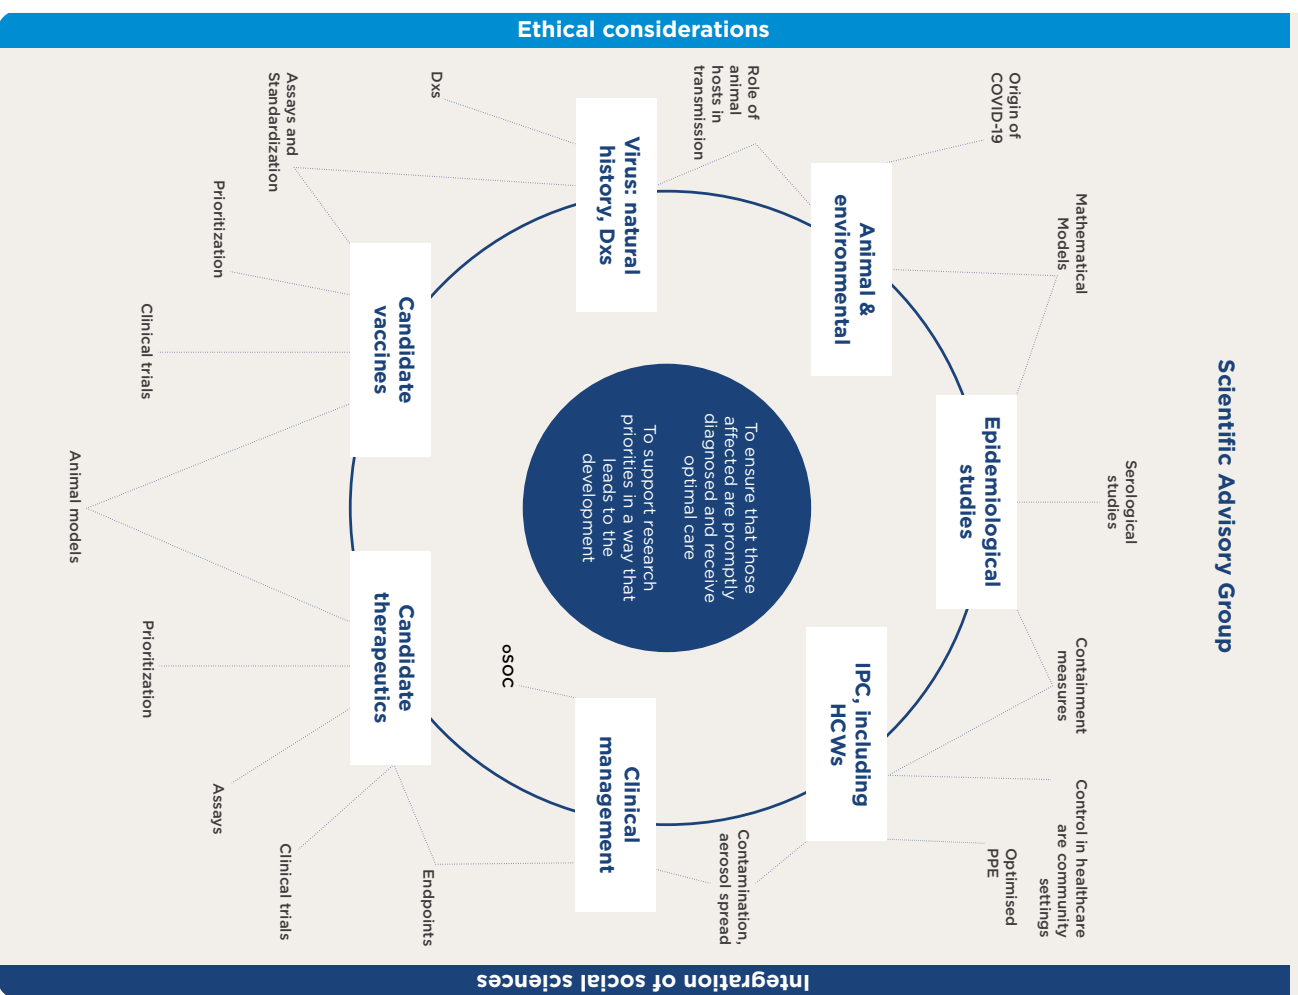 Ethical considerations
Scientific Advisory Group
Origin of
COVID-19
Mathematical
Models
Serological
studies
Containment
measures
Control in healthcare
are community
settings
Optimised
PPE
Role of
animal
hosts in
transmission
Animal &
environmental
Epidemiological
studies
IPC, including
HCWs
Contamination,
aerosol spread
Virus: natural
history, Dxs
To ensure that those
affected are promptly
diagnosed and receive
optimal care
To support research
priorities in a way that
leads to the
development
Clinical
management
oSOC
Dxs
Assays and
Standardization
Prioritization
Clinical trials
Candidate
vaccines
Candidate
therapeutics
Endpoints
Clinical trials
Assays
Prioritization
Animal models
Integration of social sciences